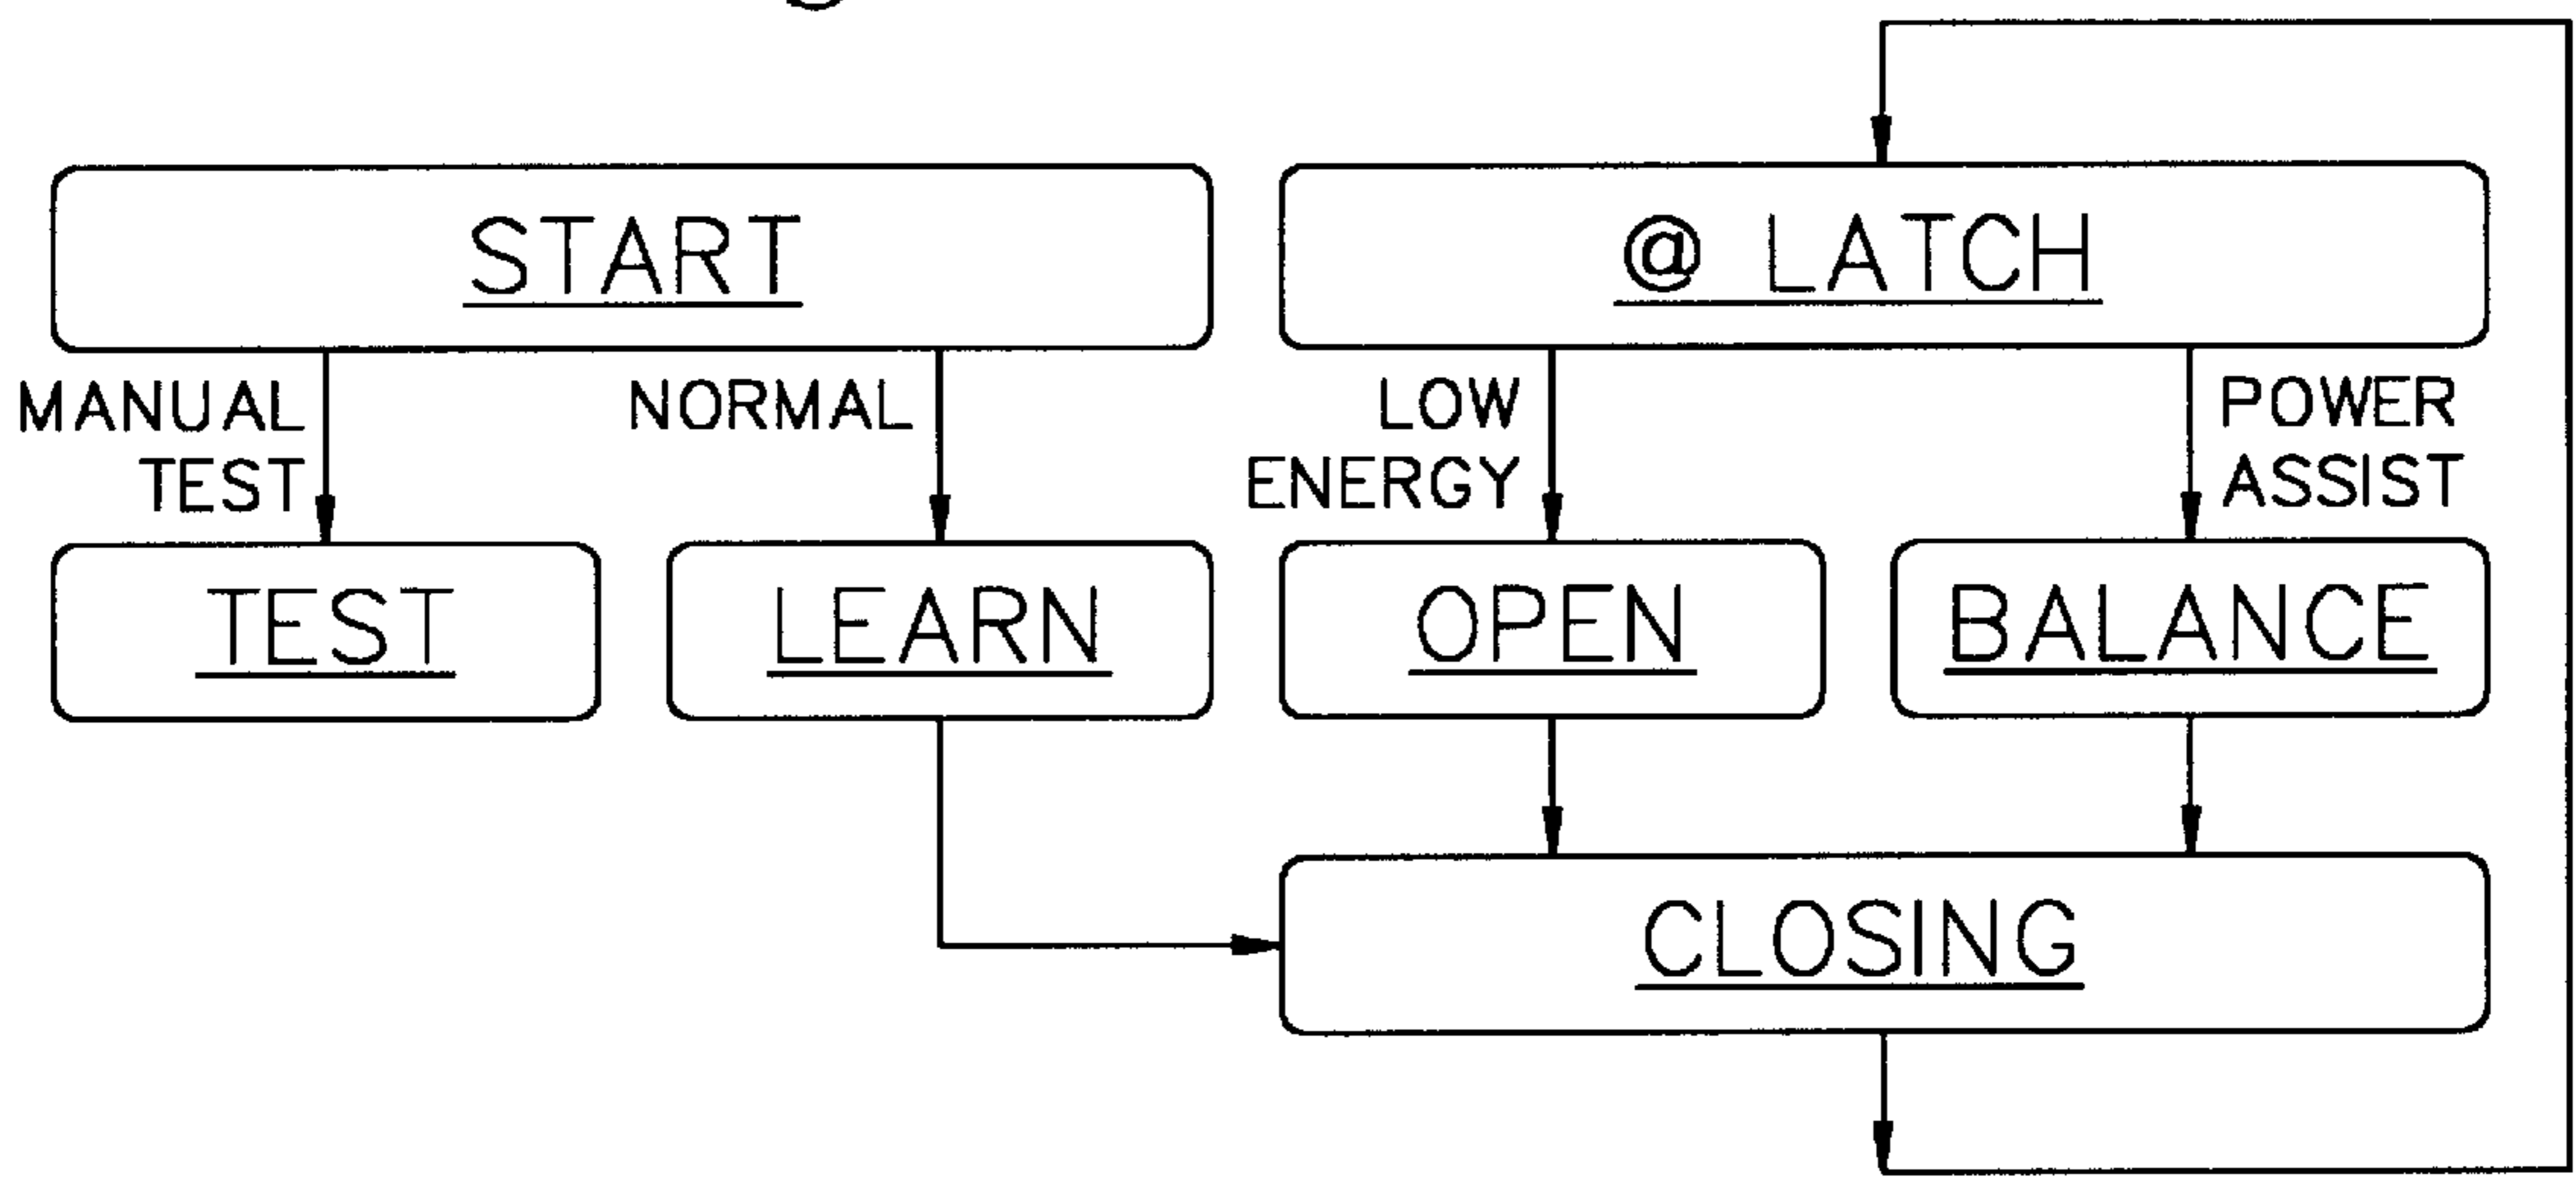 START
@ LATCH
MANUAL
TEST
NORMAL
LOW
ENERGY
POWER
ASSIST
TEST
LEARN
OPEN
BALANCE
CLOSING